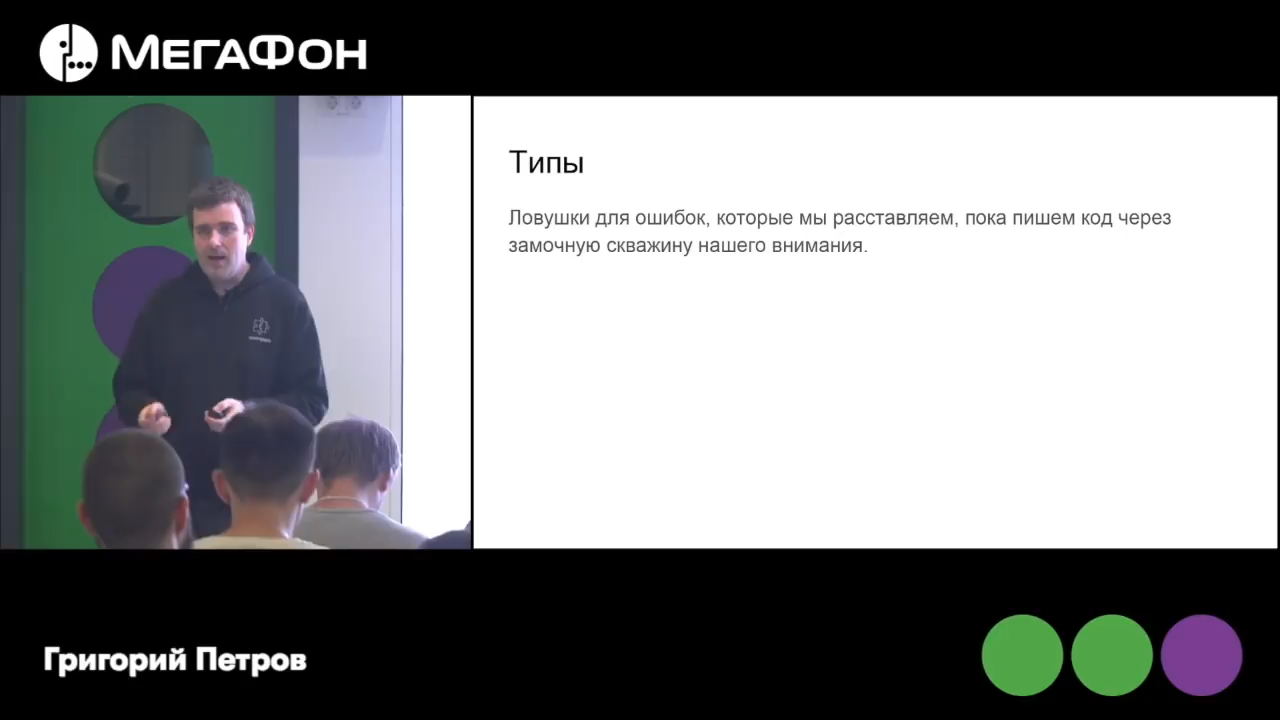 МегаФон
Типы
Ловушки для ошибок, которые мы расставляем, пока пишем код через
замочную скважину нашего внимания.
Григорий Петров